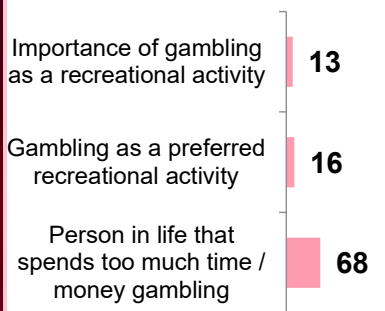 Importance of gambling
as a recreational activity
13
Gambling as a preferred
recreational activity
16
Person in life that
spends too much time /
money gambling
68